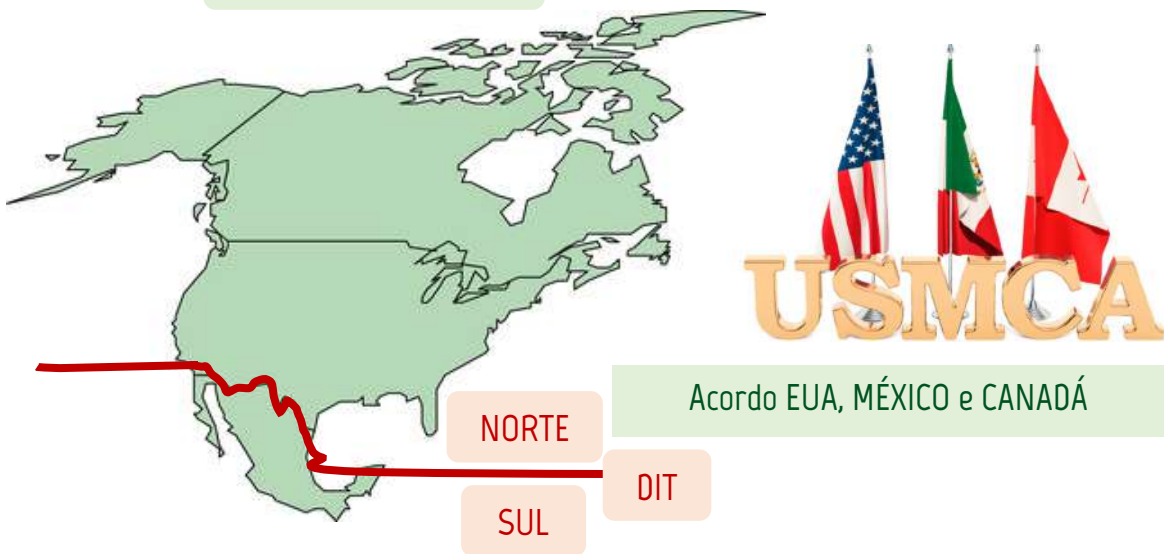 USMCA
Acordo EUA, MÉXICO e CANADÁ
NORTE
DIT
SUL